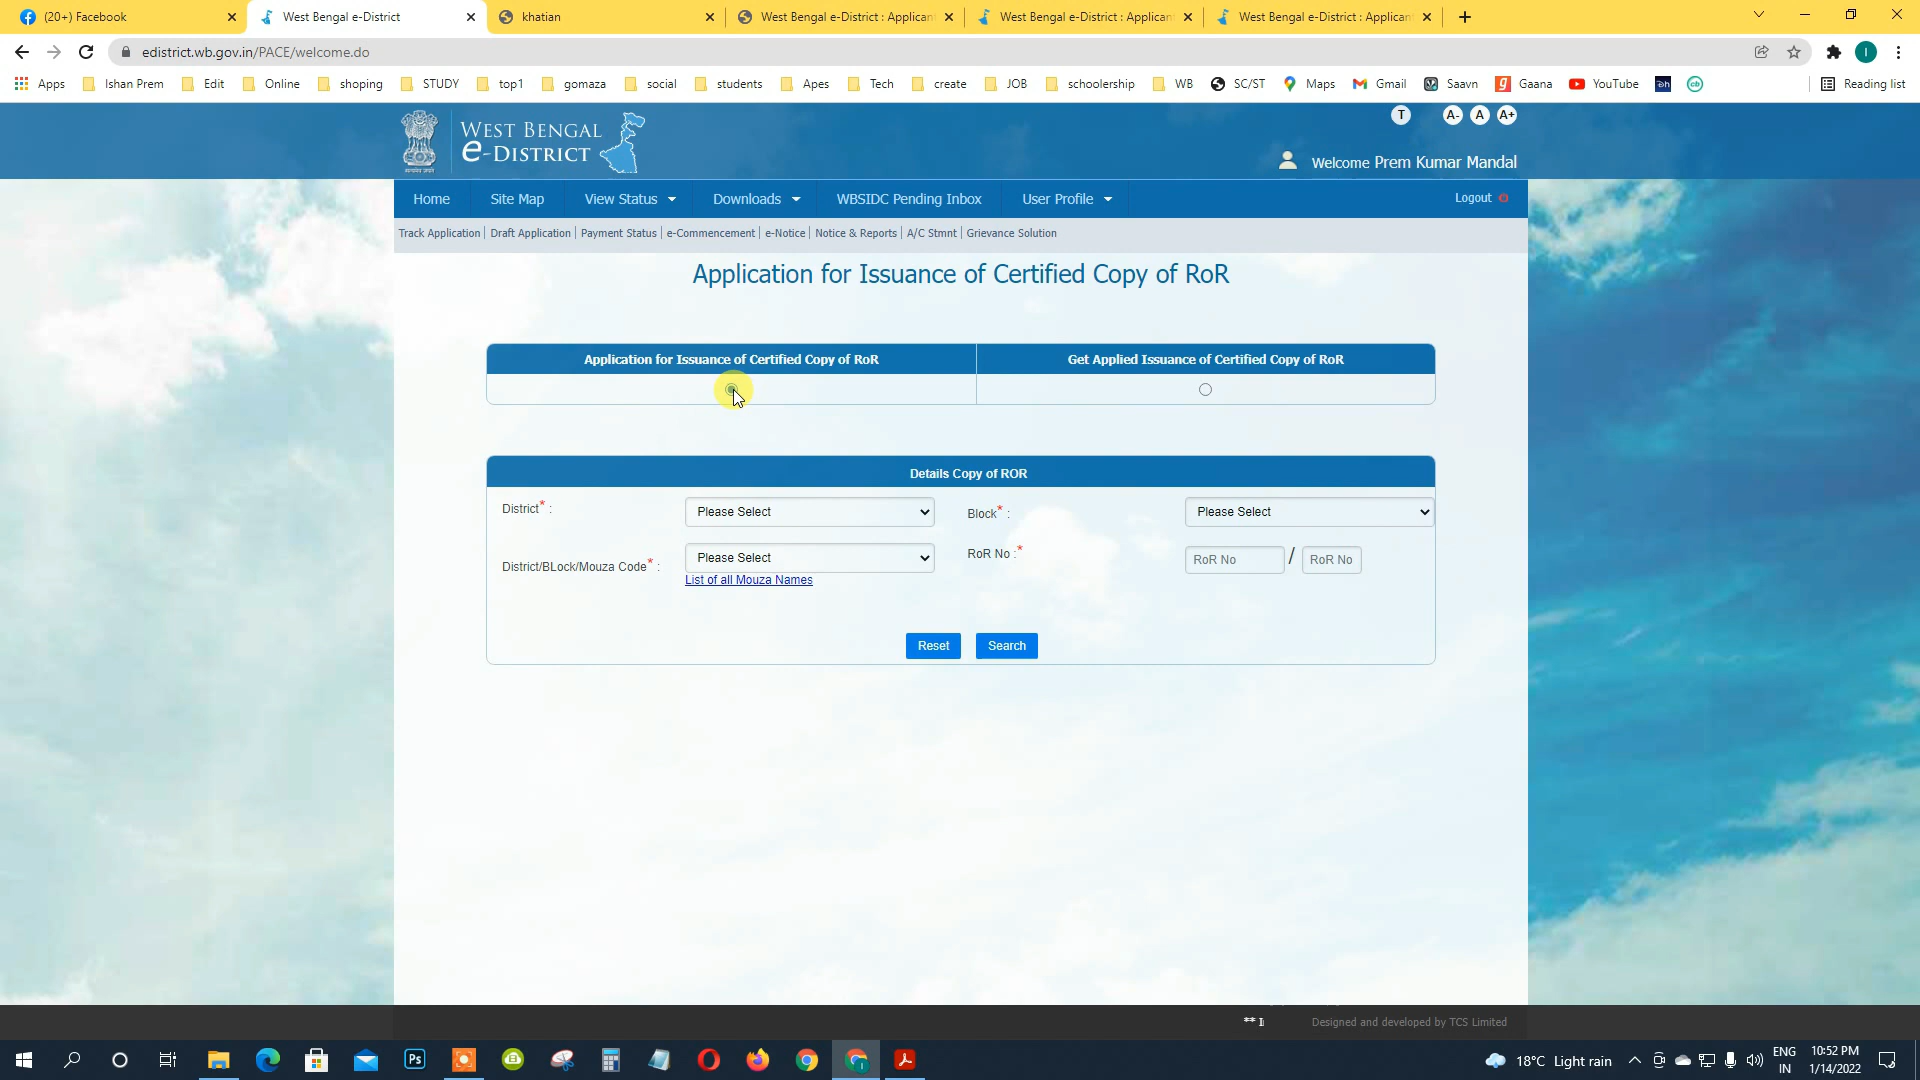 (20+) Facebook
West Bengal e-District
khatian
West Bengal e-District : Applican
West Bengal e-District : Applican
West Bengal e-District : Applican
edistrict.wb.gov.in/PACE/welcome.do
Apps Ishan Prem Edit Online shoping STUDY top1 gomaza social students Apes Tech create JOB schoolership WB SC/ST Maps Gmail Saavn Gaana YouTube Reading list
WEST BENGAL
e-DISTRICT
T A- A A+
Welcome Prem Kumar Mandal
Home Site Map View Status Downloads WBSIDC Pending Inbox User Profile Logout
Track Application | Draft Application | Payment Status | e-Commencement | e-Notice | Notice & Reports | A/C Stmnt | Grievance Solution
Application for Issuance of Certified Copy of RoR
Application for Issuance of Certified Copy of RoR Get Applied Issuance of Certified Copy of RoR
Details Copy of ROR
District* : Please Select Block* : Please Select
District/BLock/Mouza Code* : Please Select RoR No :* RoR No / RoR No
List of all Mouza Names
Reset Search
Designed and developed by TCS Limited
Ps
18°C Light rain
ENG
IN
10:52 PM
1/14/2022